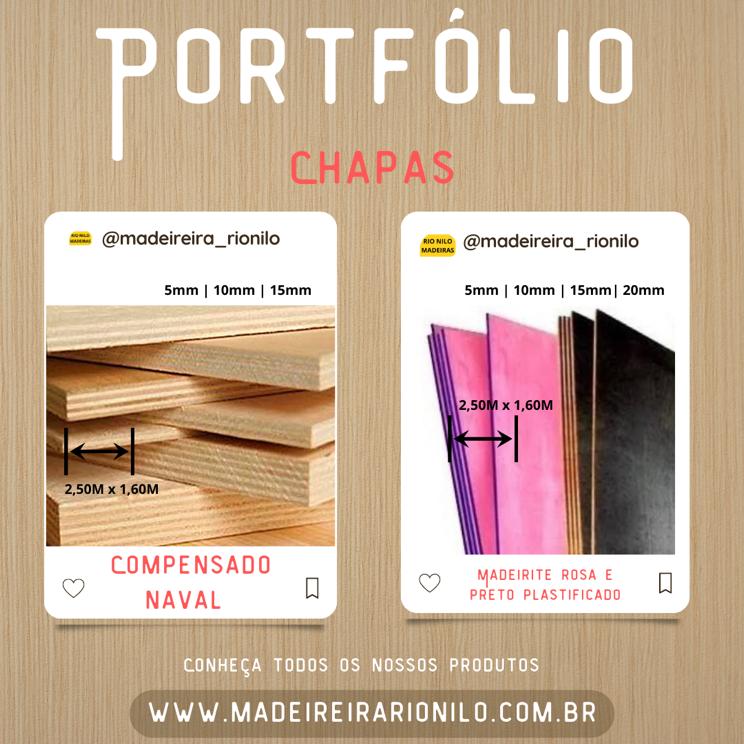 PORTFÓLIO
CHAPAS
RIO NILO
MADEIRAS
@madeireira_rionilo
5mm | 10mm | 15mm
2,50M x 1,60M
COMPENSADO
NAVAL
RIO NILO
MADEIRAS
@madeireira_rionilo
5mm | 10mm | 15mm| 20mm
2,50M x 1,60M
MADEIRITE ROSA E
PRETO PLASTIFICADO
CONHEÇA TODOS OS NOSSOS PRODUTOS
WWW.MADEIREIRARIONILO.COM.BR